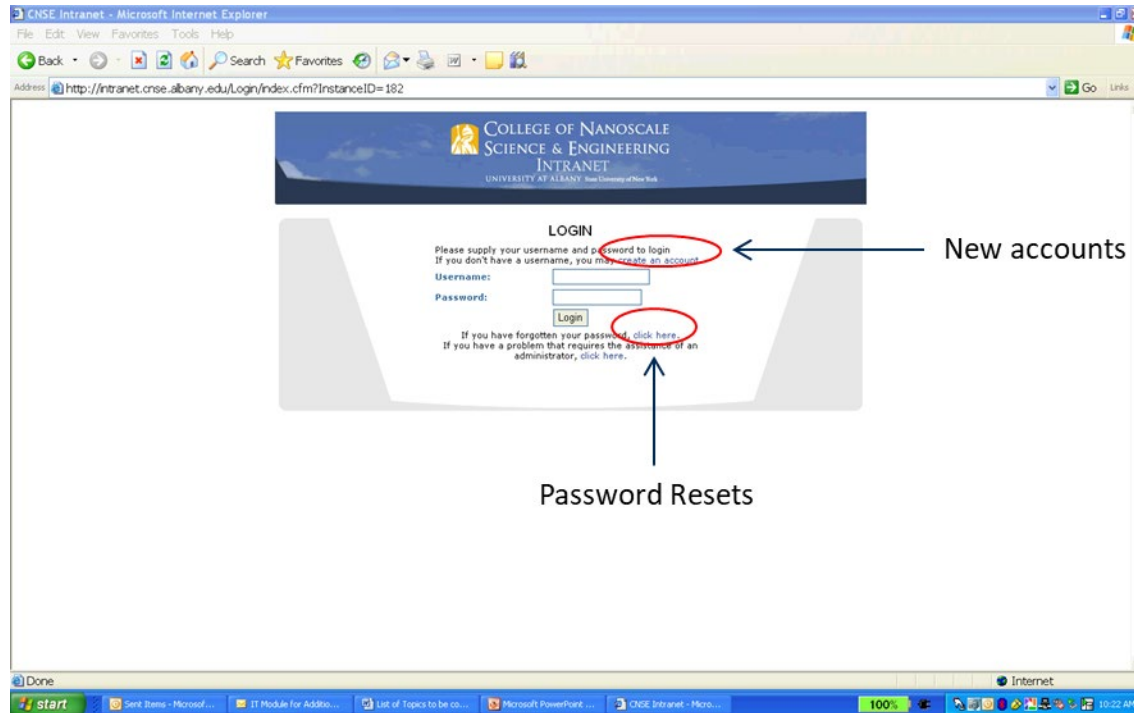 CNSE Intranet - Microsoft Internet Explorer
File Edit View Favorites Tools Help
Back Search Favorites
Address http://intranet.cnse.albany.edu/Login/index.cfm?InstanceID=182 Go Links
COLLEGE OF NANOSCALE
SCIENCE & ENGINEERING
INTRANET
UNIVERSITY AT ALBANY State University of New York
LOGIN
Please supply your username and password to login
If you don't have a username, you may create an account
New accounts
Username:
Password:
Login
If you have forgotten your password, click here.
If you have a problem that requires the assistance of an
administrator, click here.
Password Resets
Done Internet
start Sent Items - Microsof... IT Module for Additio... List of Topics to be co... Microsoft PowerPoint ... CNSE Intranet - Micro... 100% 10:22 AM